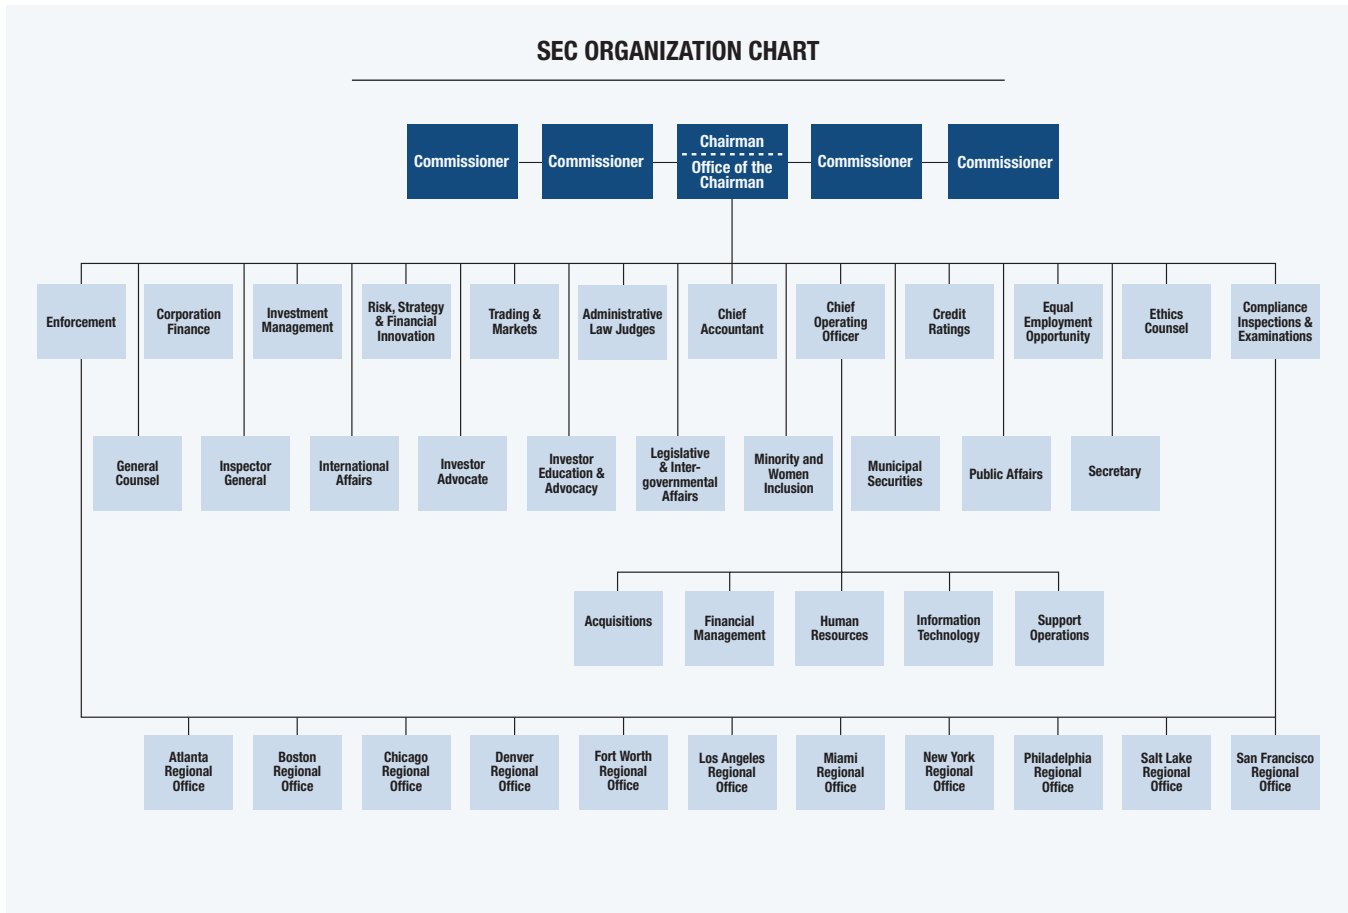 SEC ORGANIZATION CHART
Commissioner
Commissioner
Chairman
Office of the
Chairman
Commissioner
Commissioner
Enforcement
Corporation
Finance
Investment
Management
Risk, Strategy
& Financial
Innovation
Trading &
Markets
Administrative
Law Judges
Chief
Accountant
Chief
Operating
Officer
Credit
Ratings
Equal
Employment
Opportunity
Ethics
Counsel
Compliance
Inspections &
Examinations
General
Counsel
Inspector
General
International
Affairs
Investor
Advocate
Investor
Education &
Advocacy
Legislative
& Inter-
governmental
Affairs
Minority and
Women
Inclusion
Municipal
Securities
Public Affairs
Secretary
Acquisitions
Financial
Management
Human
Resources
Information
Technology
Support
Operations
Atlanta
Regional
Office
Boston
Regional
Office
Chicago
Regional
Office
Denver
Regional
Office
Fort Worth
Regional
Office
Los Angeles
Regional
Office
Miami
Regional
Office
New York
Regional
Office
Philadelphia
Regional
Office
Salt Lake
Regional
Office
San Francisco
Regional
Office